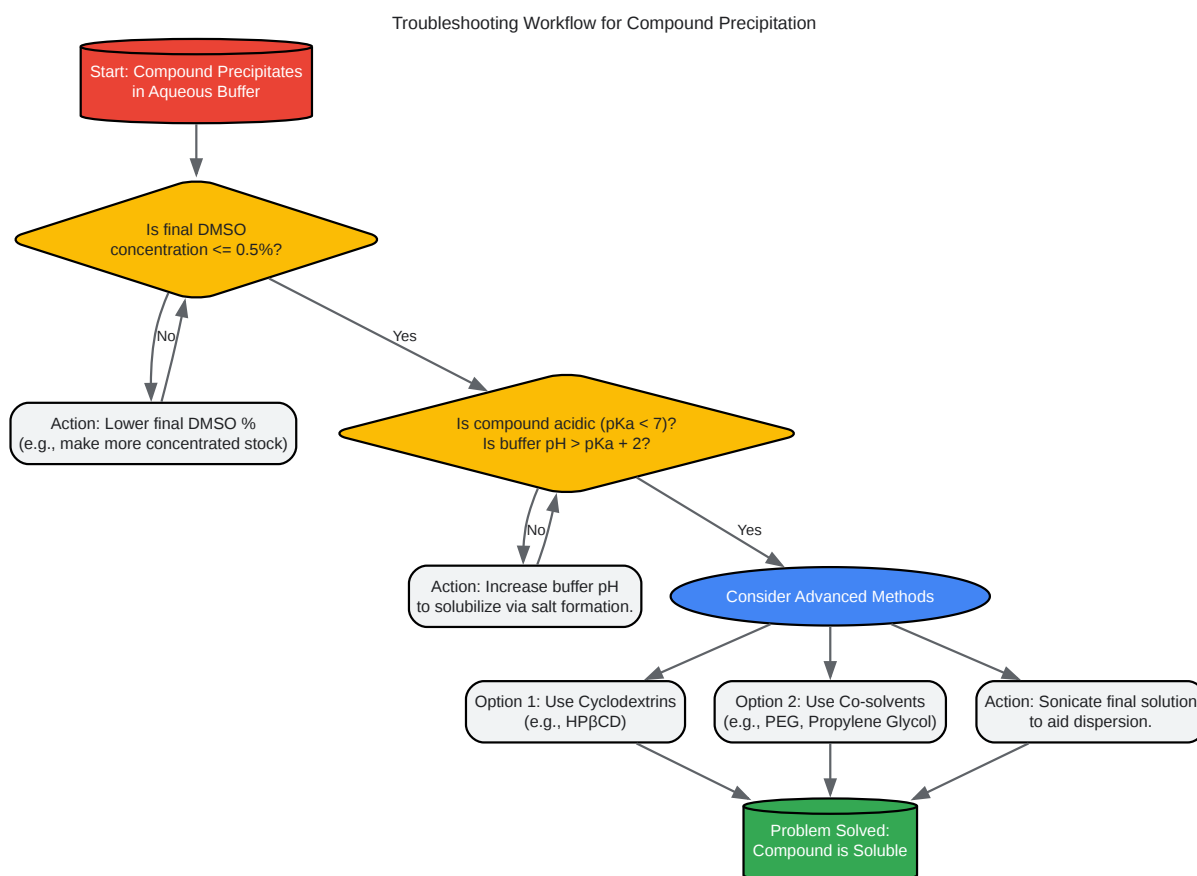 Troubleshooting Workflow for Compound Precipitation
Start: Compound Precipitates
in Aqueous Buffer
Is final DMSO
concentration <= 0.5%?
No
Yes
Action: Lower final DMSO %
(e.g., make more concentrated stock)
Is compound acidic (pKa < 7)?
Is buffer pH > pKa + 2?
No
Yes
Action: Increase buffer pH
to solubilize via salt formation.
Consider Advanced Methods
Option 1: Use Cyclodextrins
(e.g., HPβCD)
Option 2: Use Co-solvents
(e.g., PEG, Propylene Glycol)
Action: Sonicate final solution
to aid dispersion.
Problem Solved:
Compound is Soluble